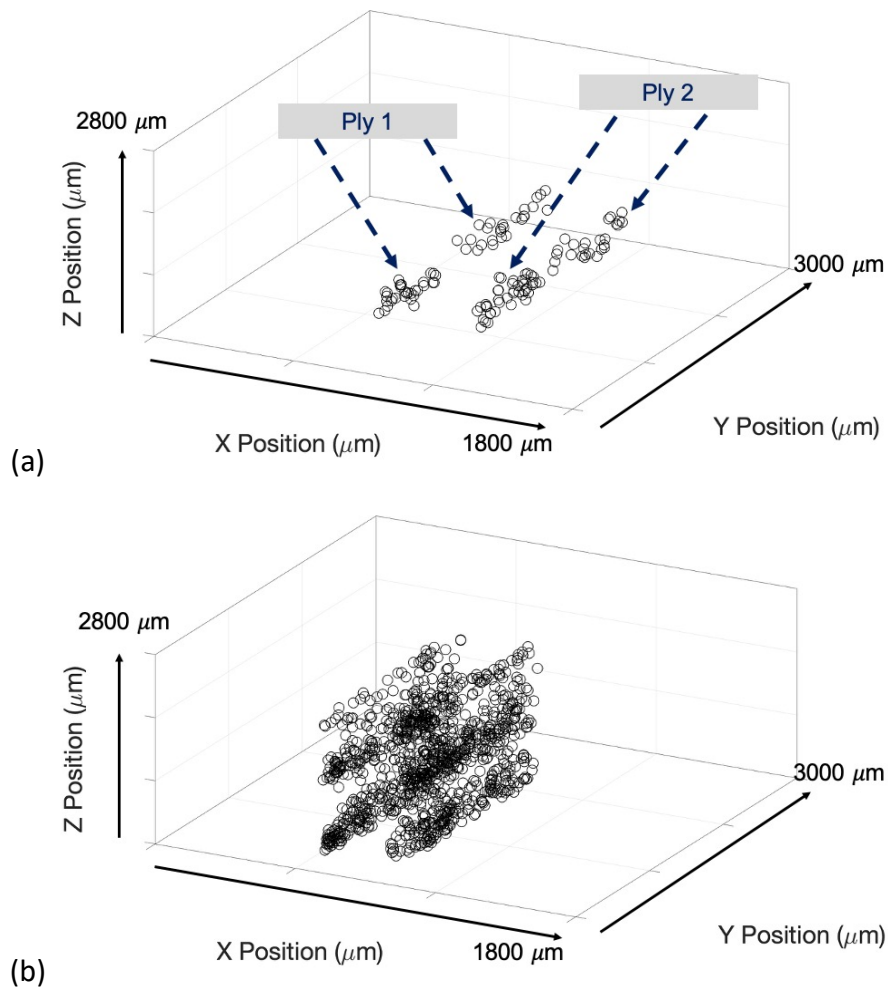 2800 μm
Ply 1
Ply 2
Z Position (μm)
3000 μm
X Position (μm)
1800 μm
Y Position (μm)
(a)
2800 μm
Z Position (μm)
3000 μm
X Position (μm)
1800 μm
Y Position (μm)
(b)